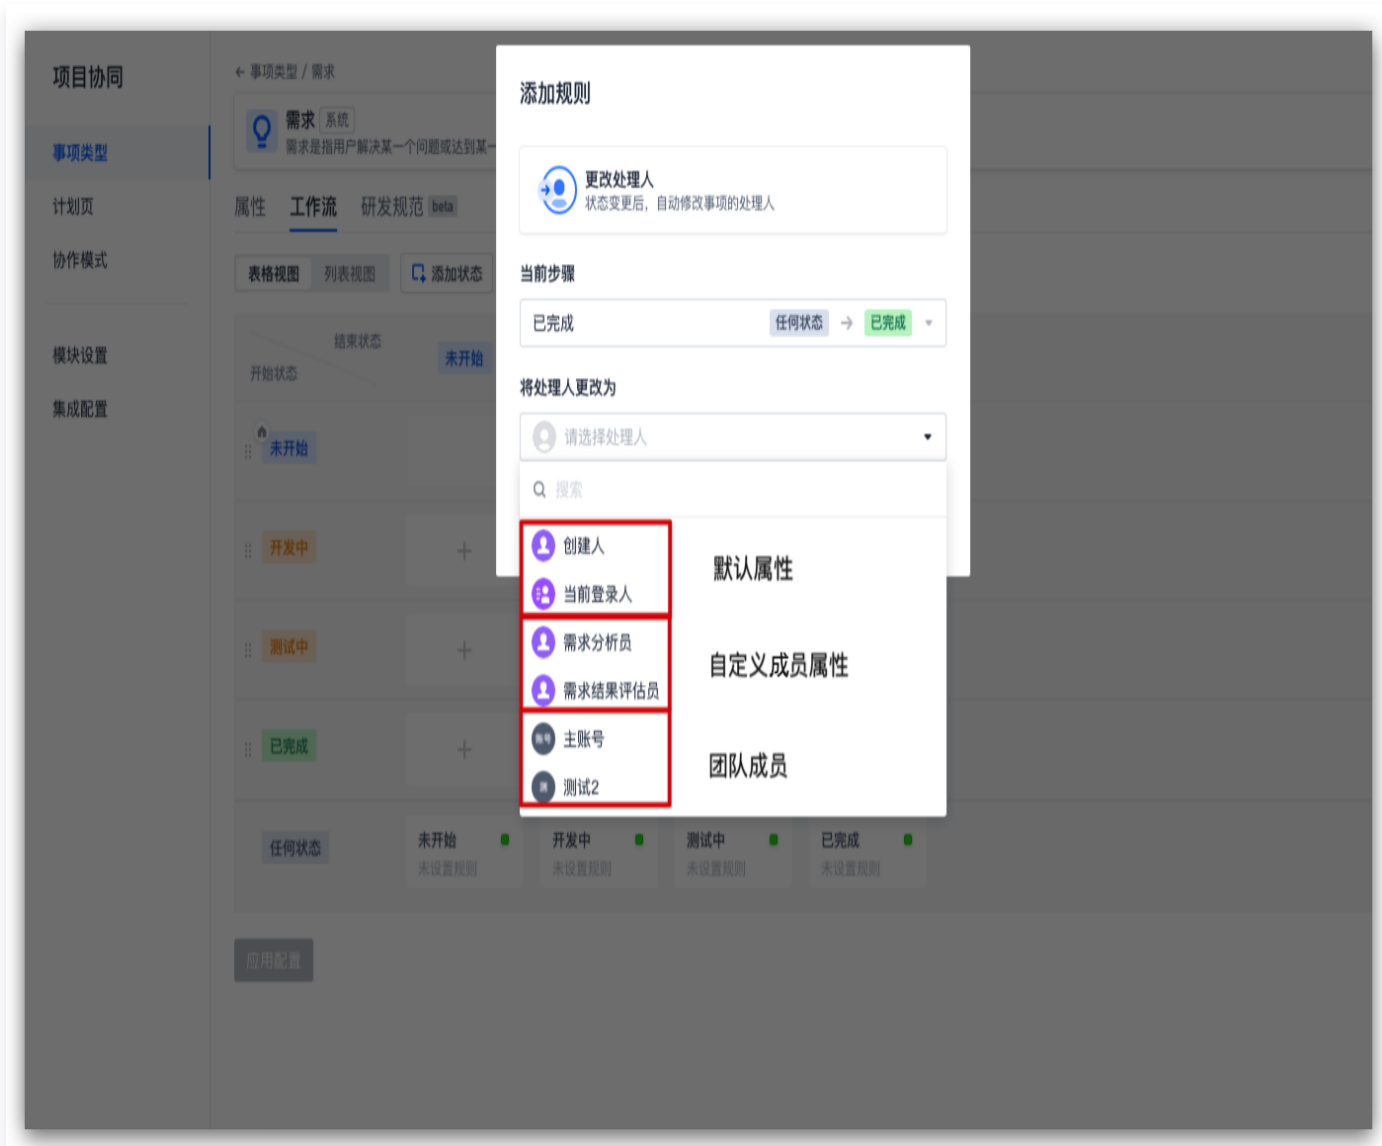 项目协同
事项类型
计划页
协作模式
模块设置
集成配置
← 事项类型 / 需求
需求 系统
需求是指用户解决某一个问题或达到某一
属性 工作流 研发规范 beta
表格视图 列表视图 添加状态
结束状态
开始状态
未开始
未开始
开发中
测试中
已完成
任何状态
未开始
未设置规则
开发中
未设置规则
测试中
未设置规则
已完成
未设置规则
应用配置
添加规则
更改处理人
状态变更后，自动修改事项的处理人
当前步骤
已完成 任何状态 → 已完成
将处理人更改为
请选择处理人
搜索
创建人
当前登录人
默认属性
需求分析员
需求结果评估员
自定义成员属性
主账号
测试2
团队成员